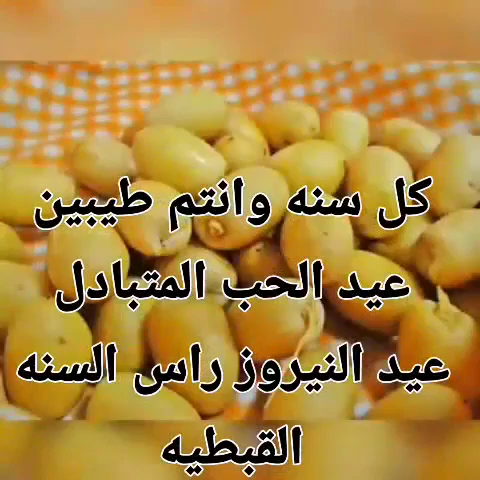 كل سنه وانتم طيبين
عيد الحب المتبادل
عيد النيروز راس السنه
القبطيه